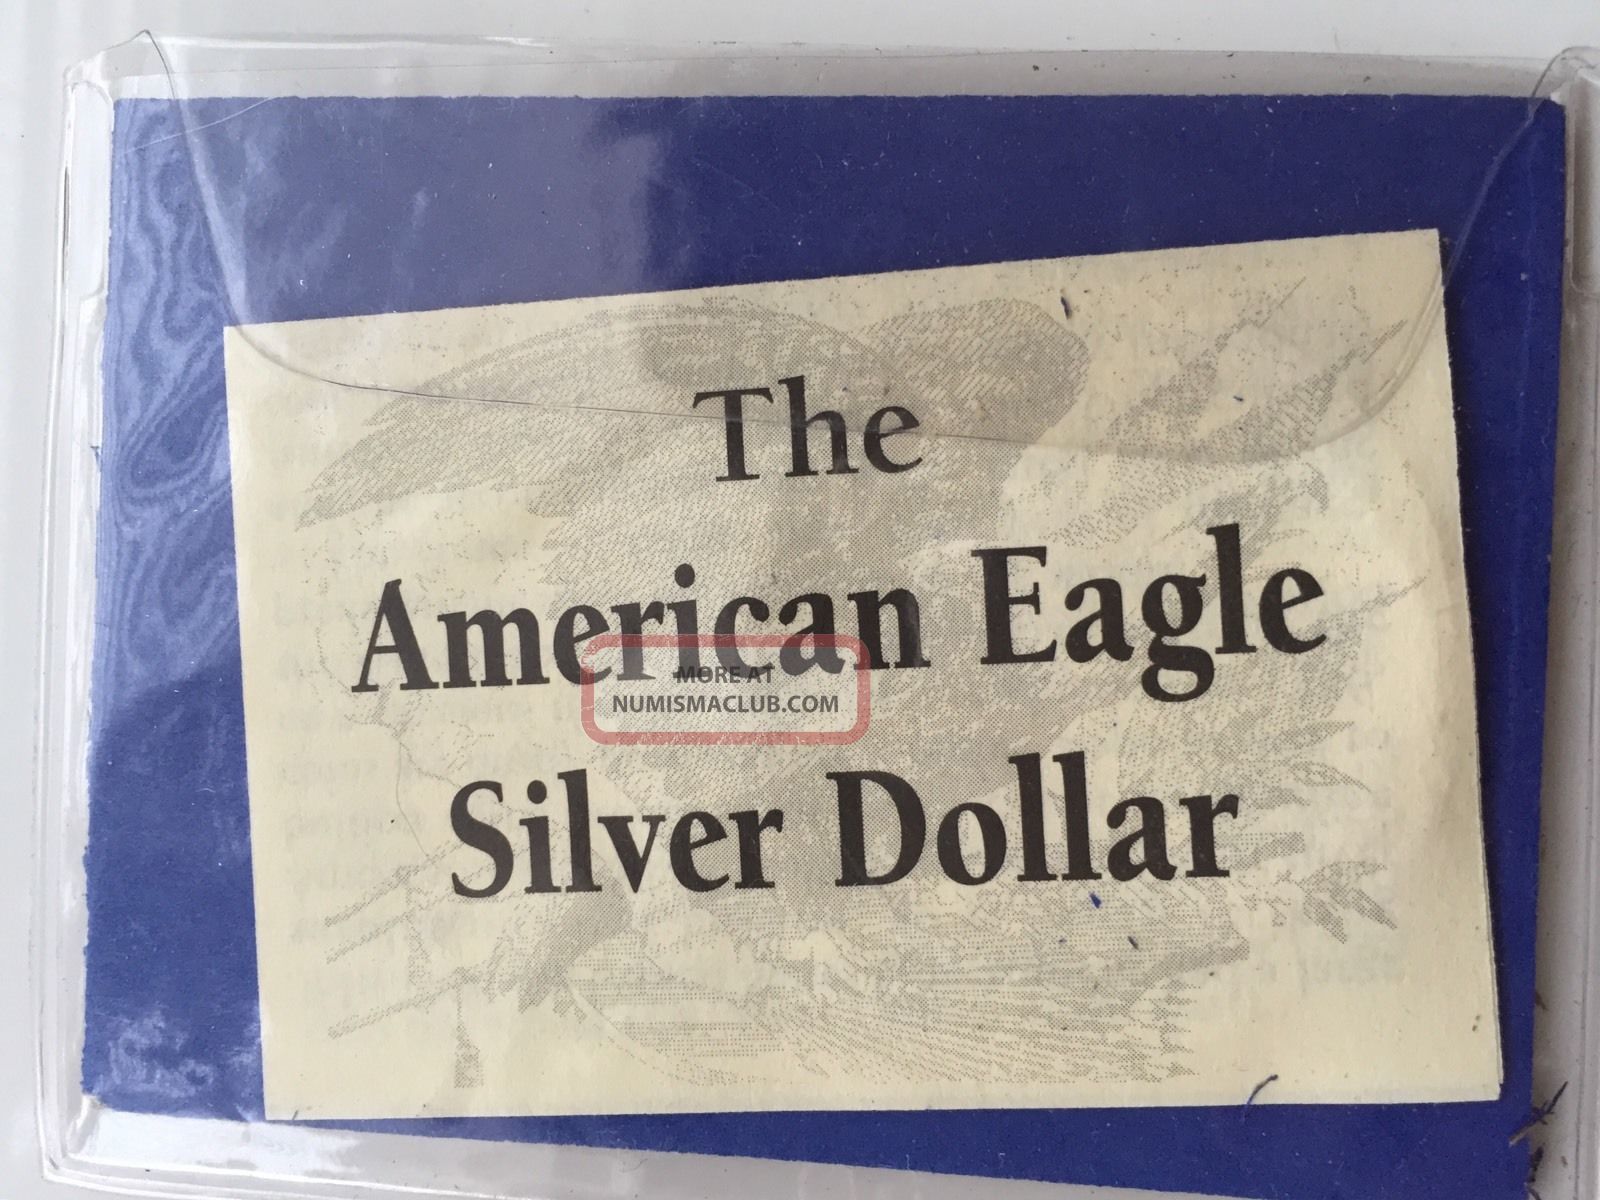 The
American Eagle
MORE AT
NUMISMACLUB.COM
Silver Dollar